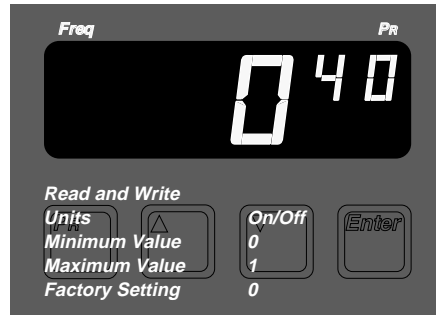 Freq PR
0 40
Read and Write
PR
Units On/Off
Enter
Minimum Value 0
Maximum Value 1
Factory Setting 0